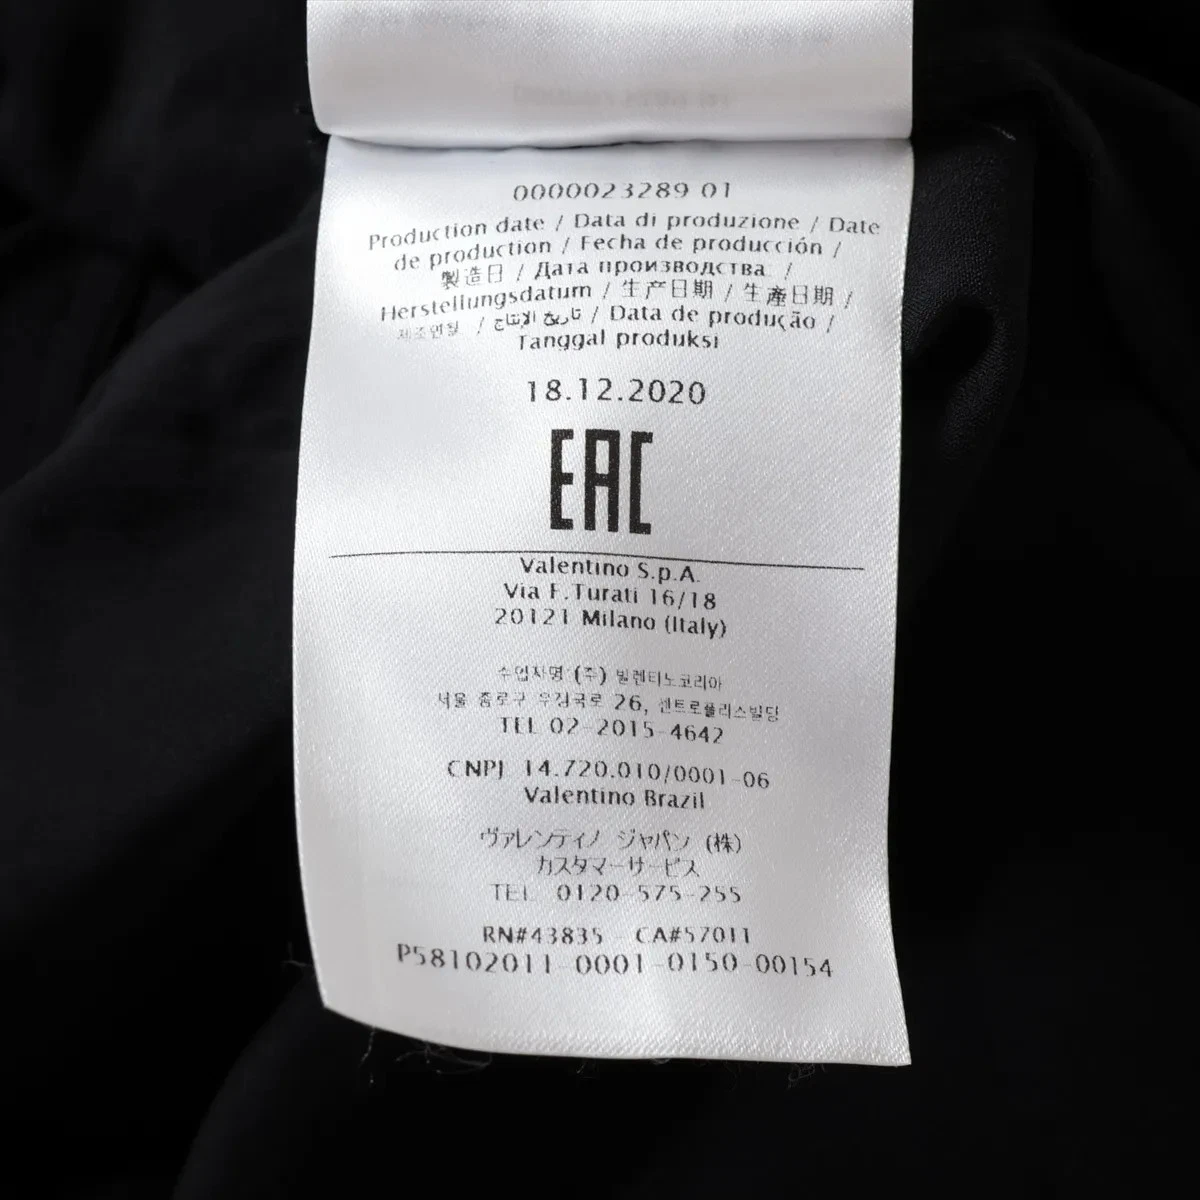 0000023289 01
Production date / Data di produzione / Date
de production / Fecha de producción /
製造日 / Дата производства /
Herstellungsdatum / 生产日期 / 生產日期 /
제조연월 / تاريخ الإنتاج / Data de produção /
Tanggal produksi
18.12.2020
EAC
Valentino S.p.A.
Via F.Turati 16/18
20121 Milano (Italy)
수입자명 (주) 발렌티노코리아
서울 종로구 우정국로 26, 센트로폴리스빌딩
TEL 02-2015-4642
CNPJ 14.720.010/0001-06
Valentino Brazil
ヴァレンティノ ジャパン (株)
カスタマーサービス
TEL 0120-575-255
RN#43835 - CA#57011
P58102011-0001-0150-00154